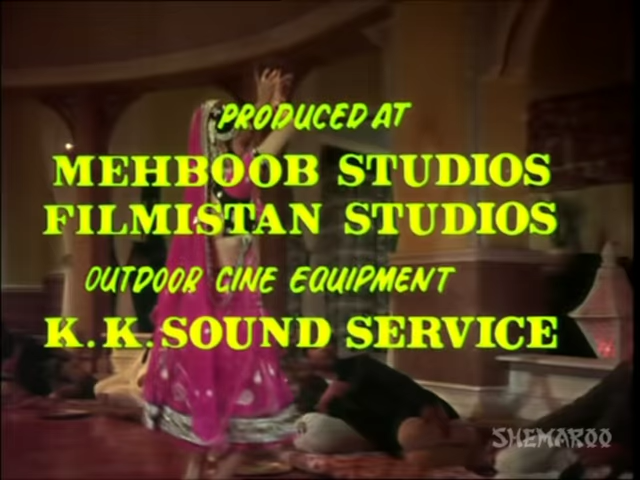 PRODUCED AT
MEHBOOB STUDIOS
FILMISTAN STUDIOS
OUTDOOR CINE EQUIPMENT
K.K.SOUND SERVICE
SHEMAROO